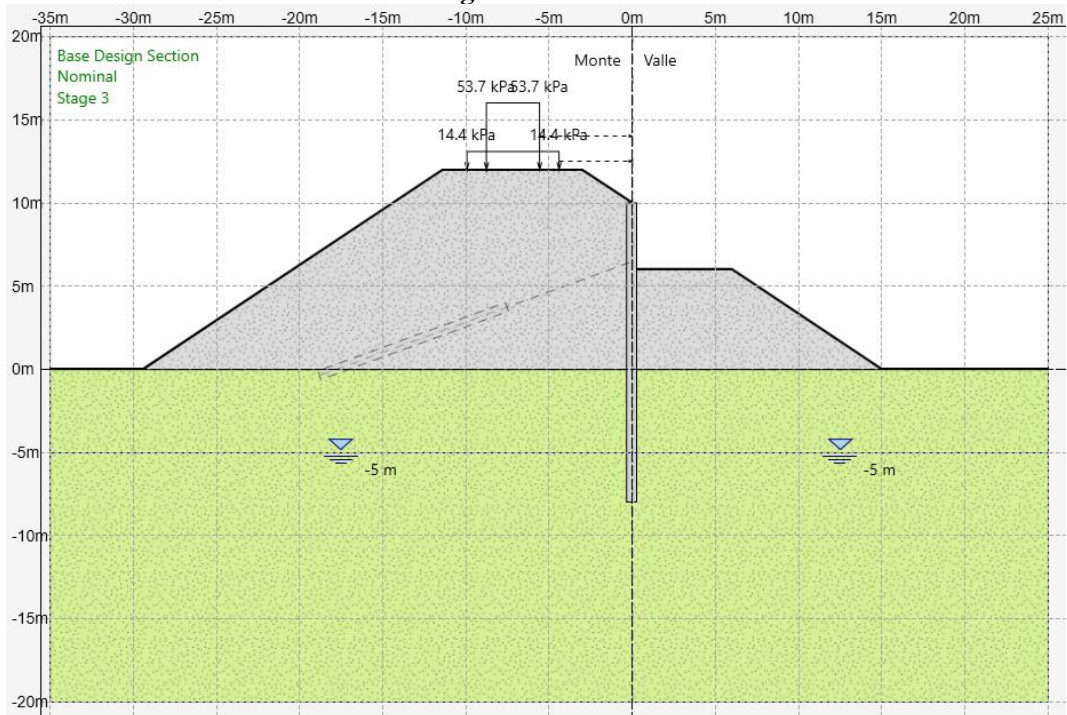 -35m -30m -25m -20m -15m -10m -5m 0m 5m 10m 15m 20m 25m
20m
Base Design Section
Nominal
Stage 3
Monte Valle
53.7 kPa 53.7 kPa
15m
14.4 kPa 14.4 kPa
10m
5m
0m
-5m
-5 m -5 m
-10m
-15m
-20m